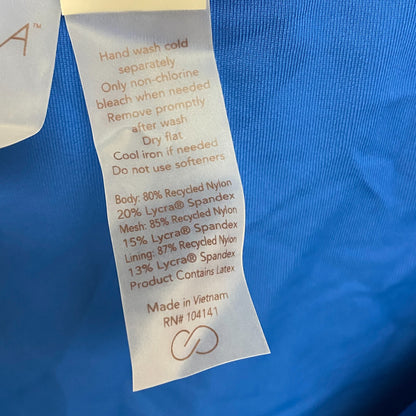 A™
Hand wash cold
separately
Only non-chlorine
bleach when needed
Remove promptly
after wash
Dry flat
Cool iron if needed
Do not use softeners
Body: 80% Recycled Nylon
20% Lycra® Spandex
Mesh: 85% Recycled Nylon
15% Lycra® Spandex
Lining: 87% Recycled Nylon
13% Lycra® Spandex
Product Contains Latex
Made in Vietnam
RN# 104141